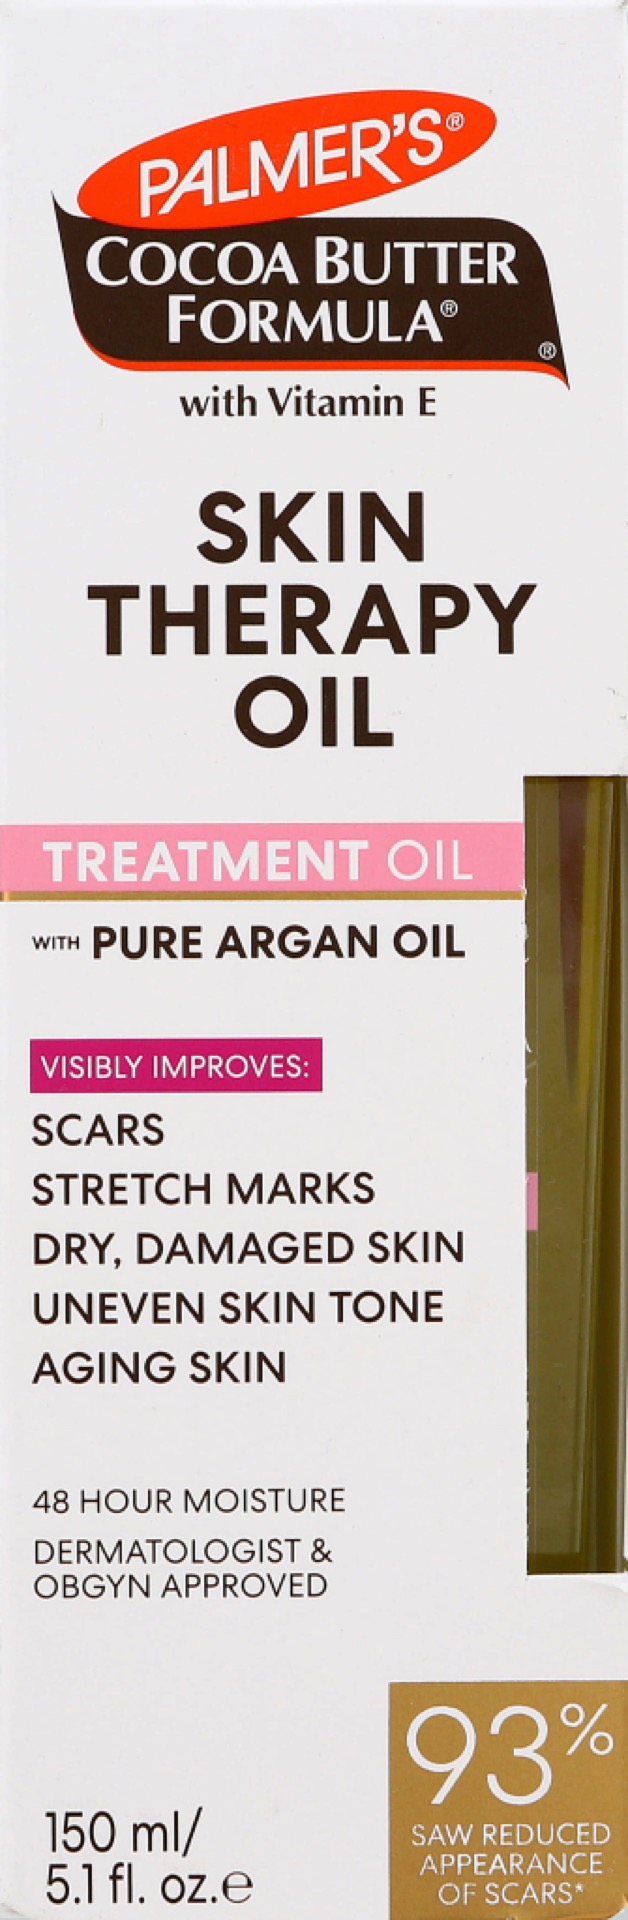 PALMER'S®
COCOA BUTTER
FORMULA®
®
with Vitamin E
SKIN
THERAPY
OIL
TREATMENT OIL
WITH PURE ARGAN OIL
VISIBLY IMPROVES:
SCARS
STRETCH MARKS
DRY, DAMAGED SKIN
UNEVEN SKIN TONE
AGING SKIN
48 HOUR MOISTURE
DERMATOLOGIST &
OBGYN APPROVED
93%
SAW REDUCED
APPEARANCE
OF SCARS*
150 ml/
5.1 fl. oz.℮